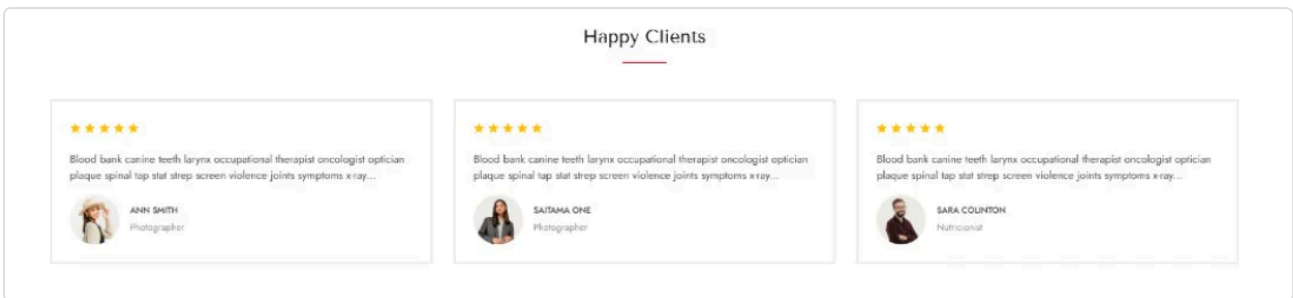 Happy Clients
Blood bank canine teeth larynx occupational therapist oncologist optician
plaque spinal tap stat strep screen violence joints symptoms x-ray...
ANN SMITH
Photographer
Blood bank canine teeth larynx occupational therapist oncologist optician
plaque spinal tap stat strep screen violence joints symptoms x-ray...
SAITAMA ONE
Photographer
Blood bank canine teeth larynx occupational therapist oncologist optician
plaque spinal tap stat strep screen violence joints symptoms x-ray...
SARA COLINTON
Nutricionist